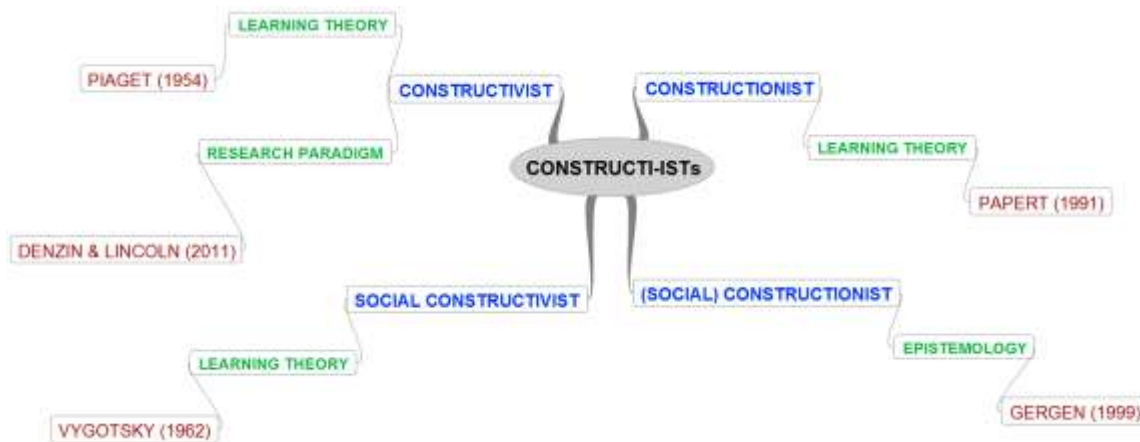 LEARNING THEORY
PIAGET (1954)
CONSTRUCTIVIST
RESEARCH PARADIGM
DENZIN & LINCOLN (2011)
CONSTRUCTIONIST
LEARNING THEORY
PAPERT (1991)
CONSTRUCTI-ISTs
SOCIAL CONSTRUCTIVIST
LEARNING THEORY
VYGOTSKY (1962)
(SOCIAL) CONSTRUCTIONIST
EPISTEMOLOGY
GERGEN (1999)